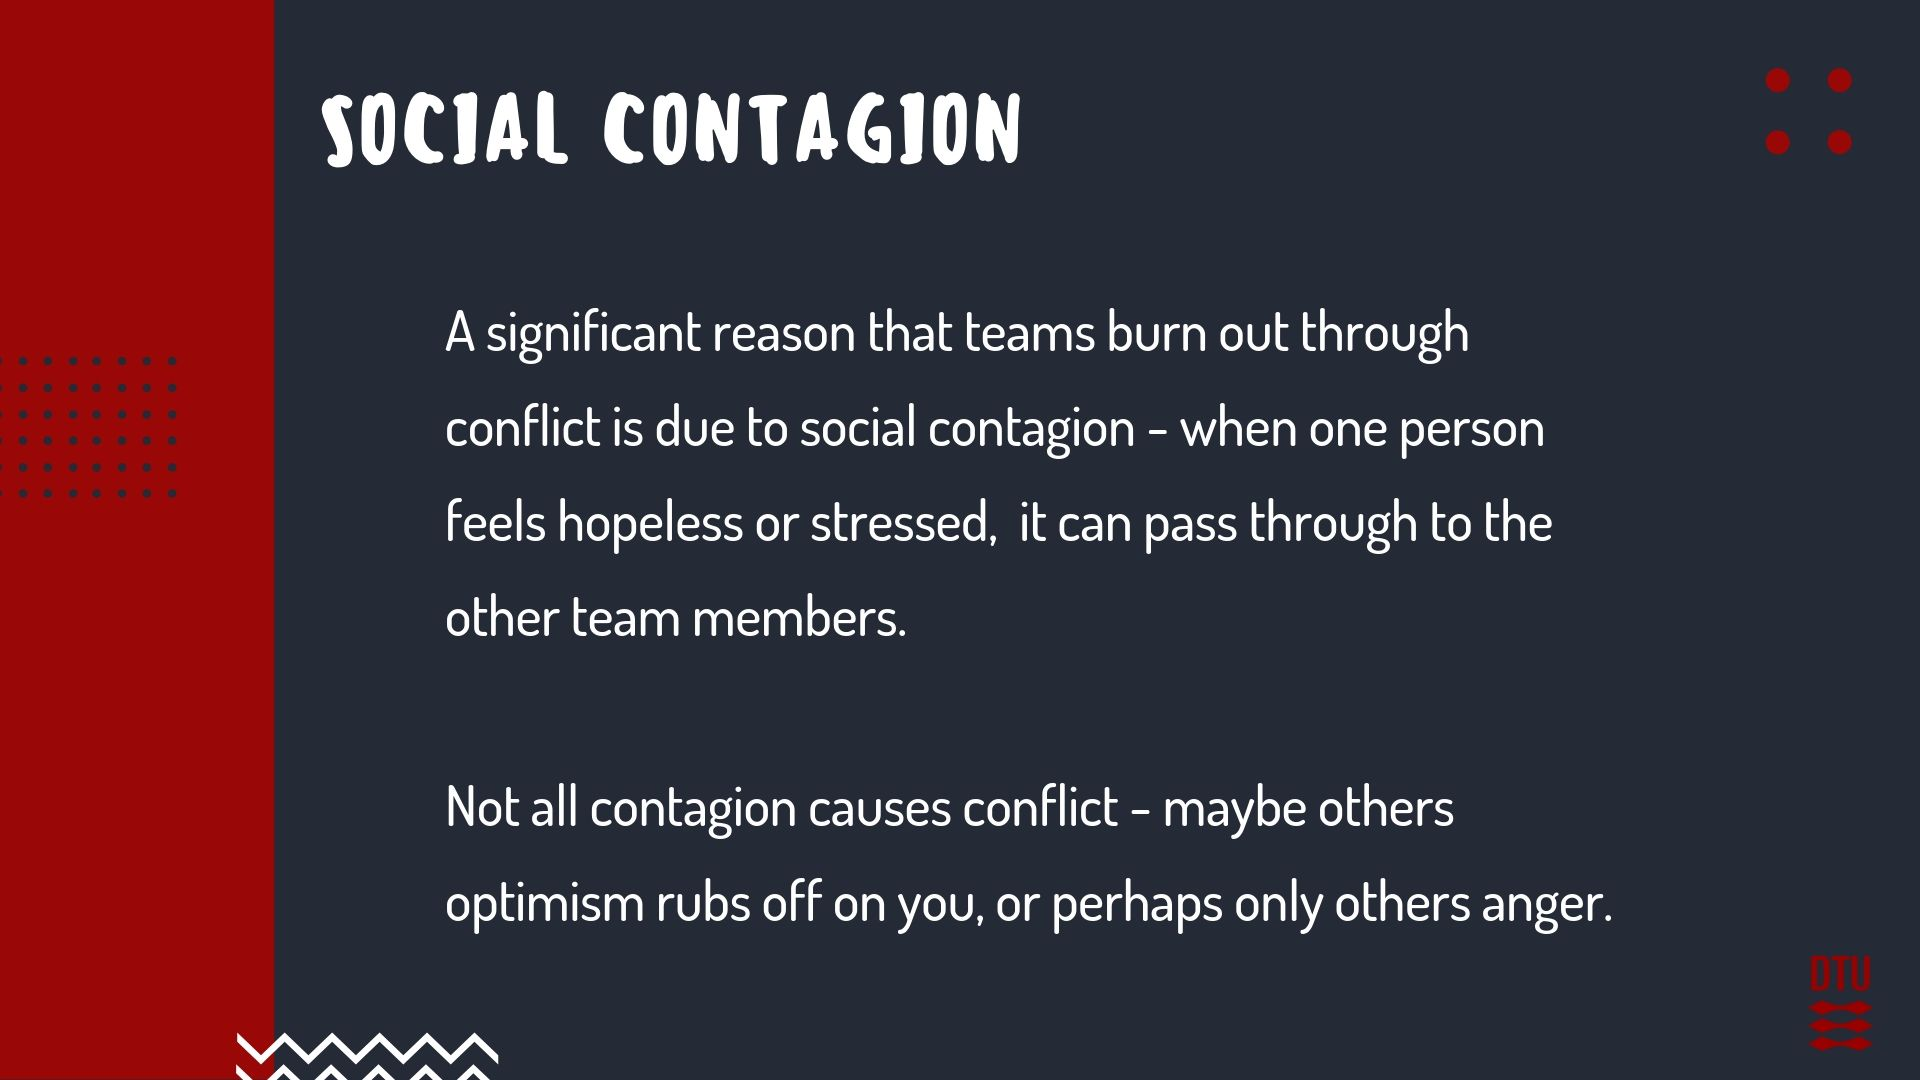 SOCIAL CONTAGION
A significant reason that teams burn out through
conflict is due to social contagion - when one person
feels hopeless or stressed,  it can pass through to the
other team members.
Not all contagion causes conflict - maybe others
optimism rubs off on you, or perhaps only others anger.
DTU